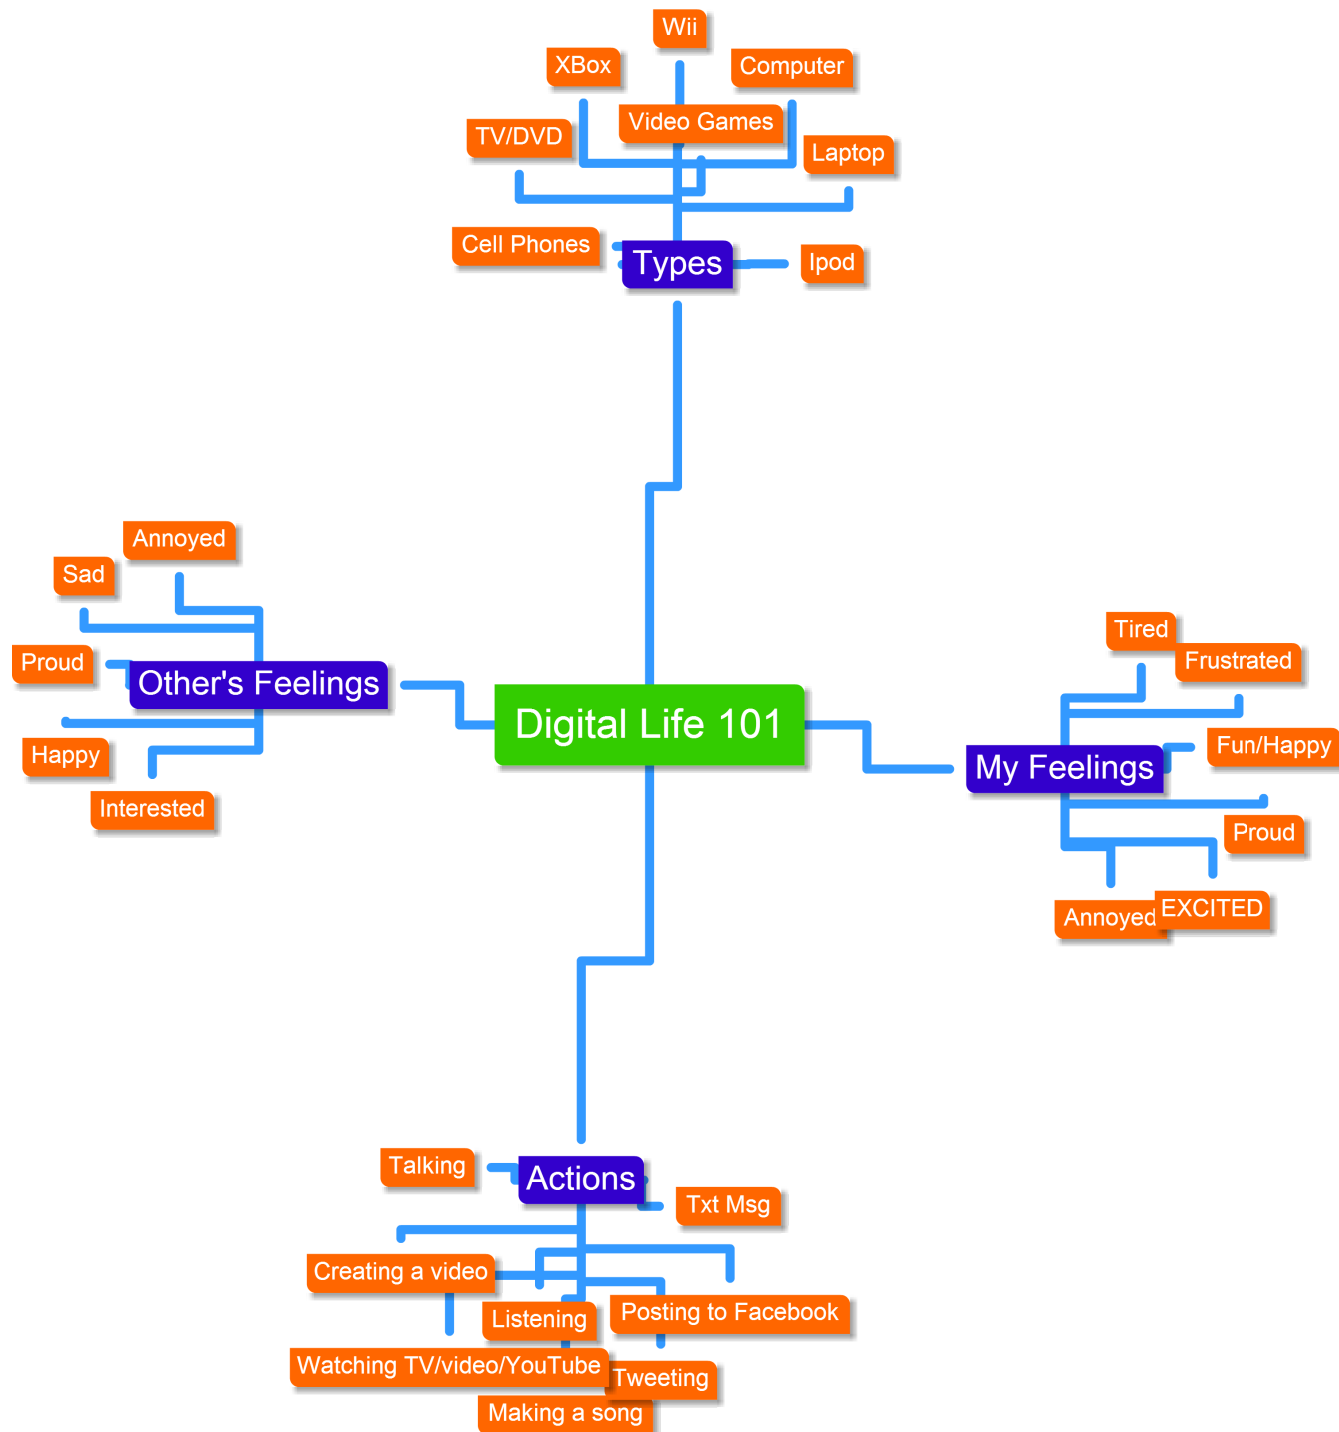 Wii
XBox
Computer
Video Games
TV/DVD
Laptop
Cell Phones
Types
Ipod
Annoyed
Sad
Proud
Other's Feelings
Happy
Interested
Digital Life 101
Tired
Frustrated
Fun/Happy
My Feelings
Proud
Annoyed
EXCITED
Talking
Actions
Txt Msg
Creating a video
Listening
Posting to Facebook
Watching TV/video/YouTube
Tweeting
Making a song